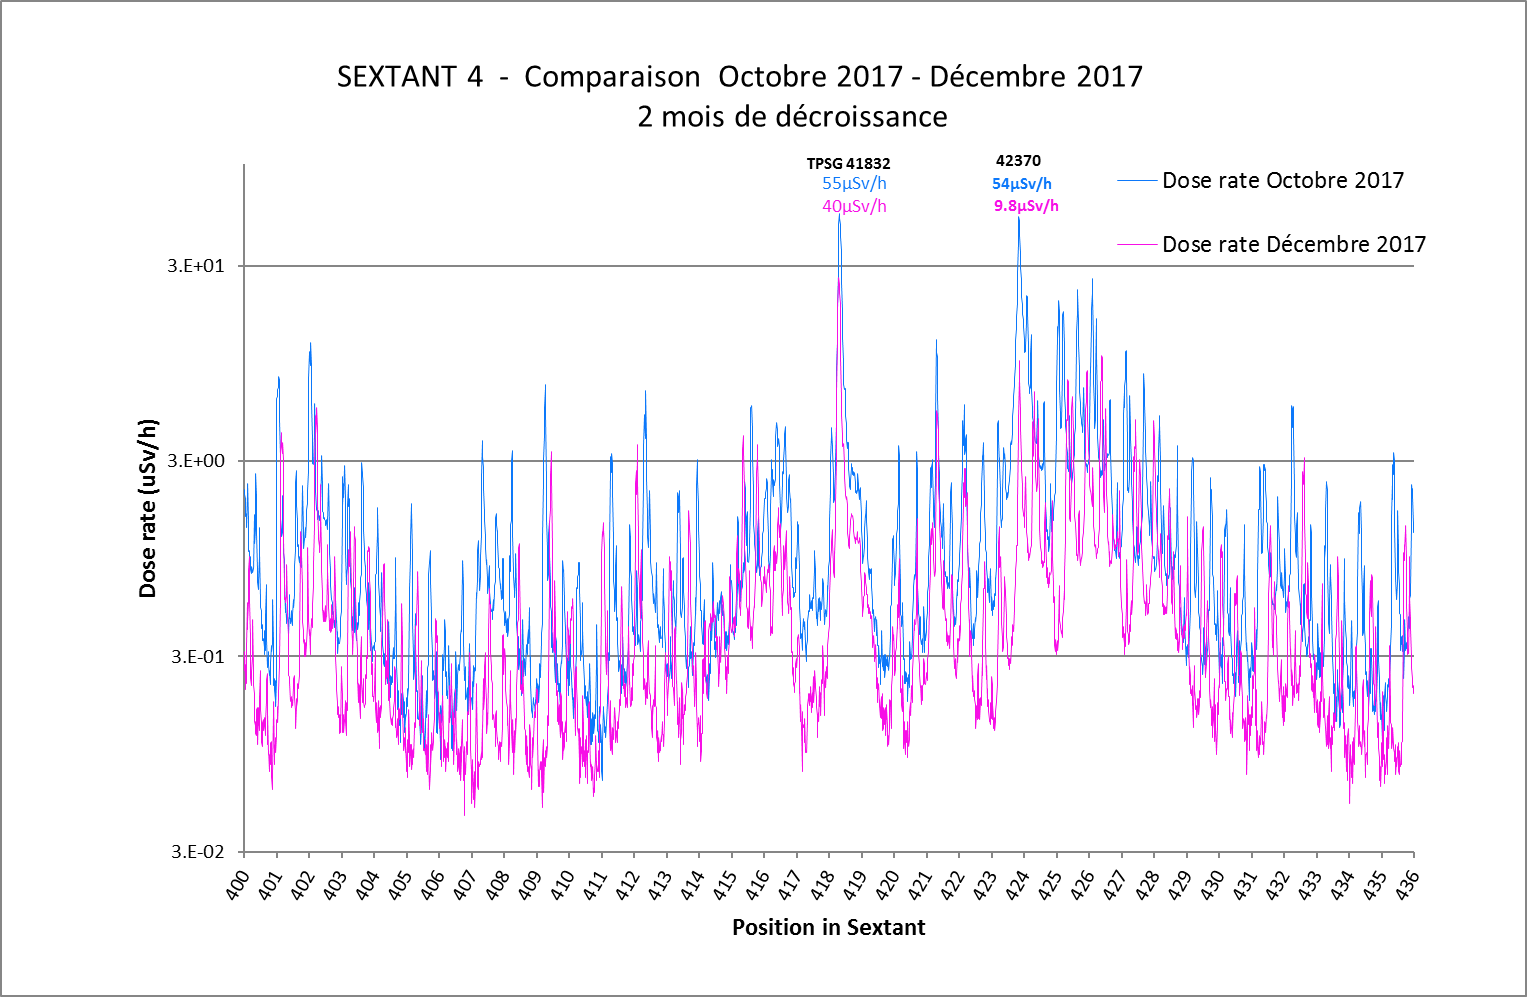 SEXTANT 4 - Comparaison Octobre 2017 - Décembre 2017
2 mois de décroissance
TPSG 41832
55µSv/h
40µSv/h
42370
54µSv/h
9.8µSv/h
Dose rate Octobre 2017
Dose rate Décembre 2017
Dose rate (uSv/h)
3.E+01
3.E+00
3.E-01
3.E-02
400
401
402
403
404
405
406
407
408
409
410
411
412
413
414
415
416
417
418
419
420
421
422
423
424
425
426
427
428
429
430
431
432
433
434
435
436
Position in Sextant